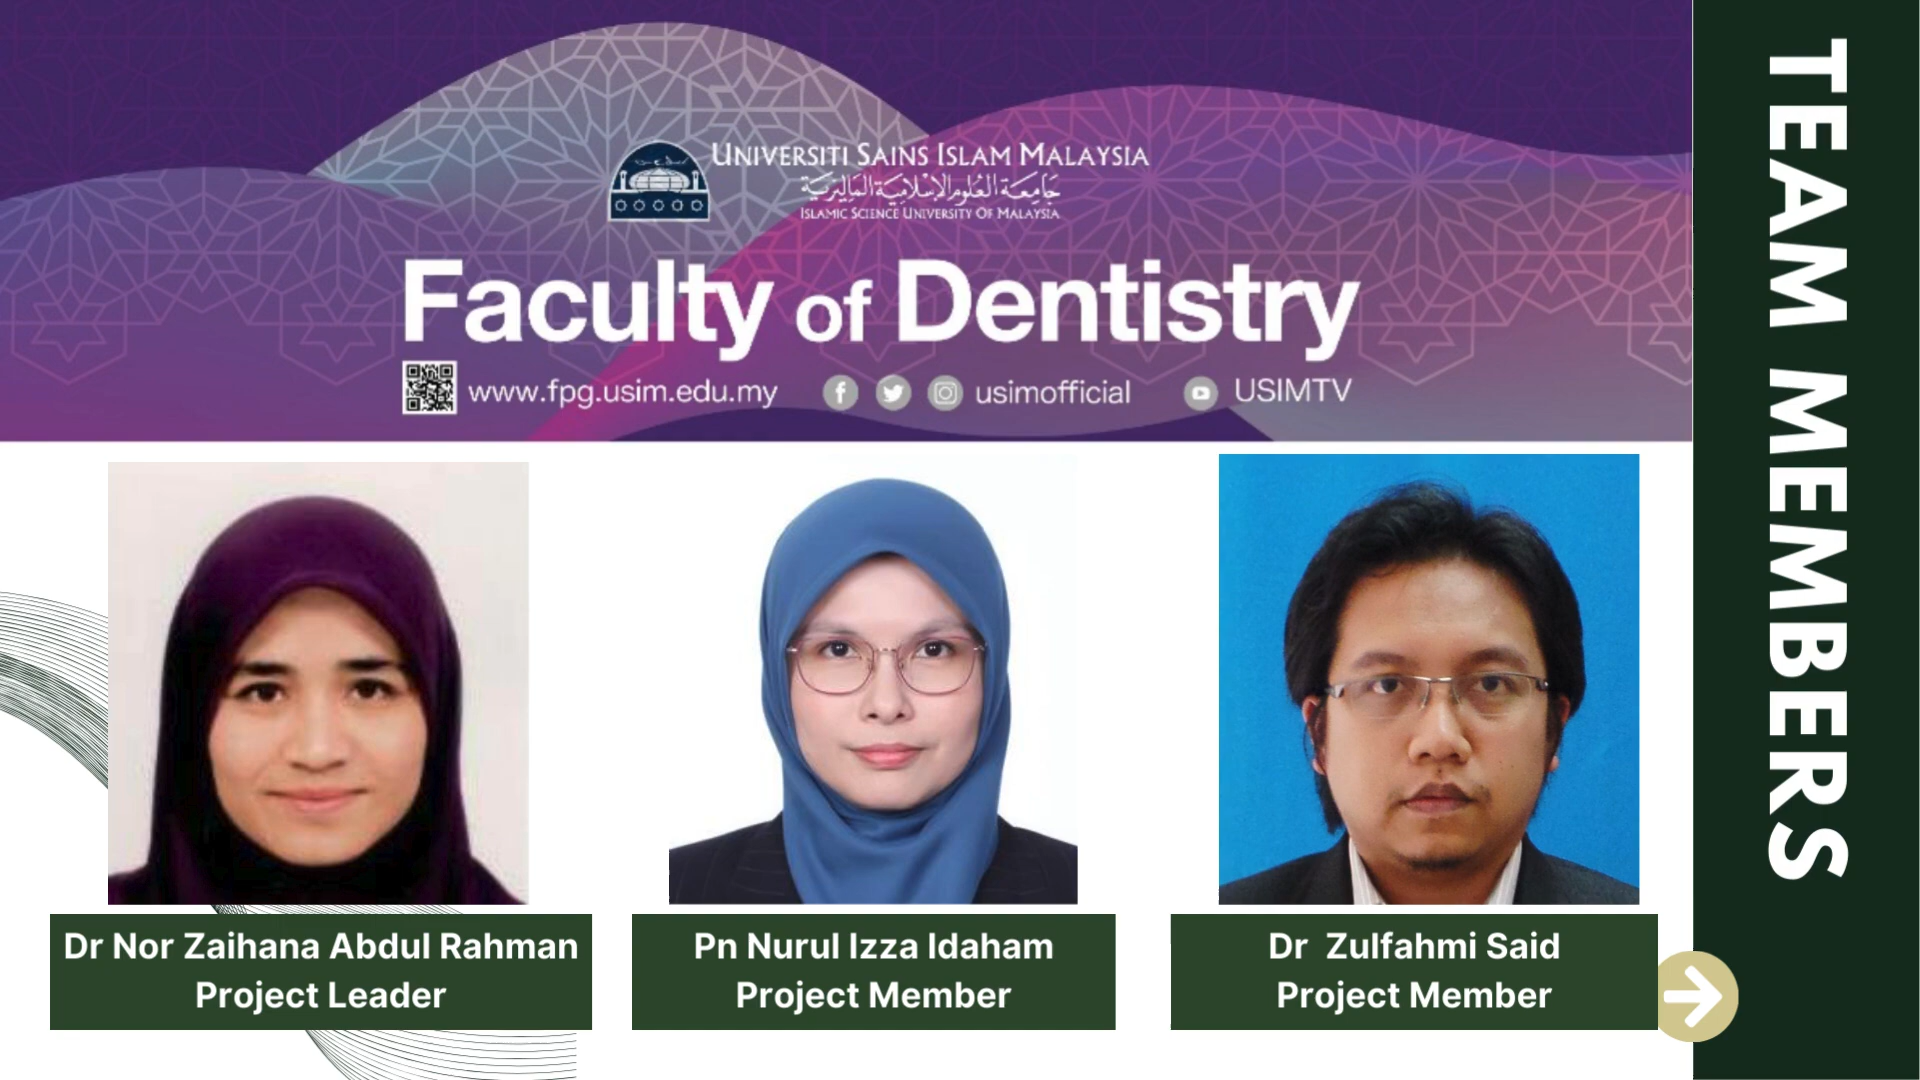 UNIVERSITI SAINS ISLAM MALAYSIA
جامعة العلوم الإسلامية الماليزية
ISLAMIC SCIENCE UNIVERSITY OF MALAYSIA
Faculty of Dentistry
www.fpg.usim.edu.my usimofficial USIMTV
TEAM MEMBERS
Dr Nor Zaihana Abdul Rahman
Project Leader
Pn Nurul Izza Idaham
Project Member
Dr Zulfahmi Said
Project Member